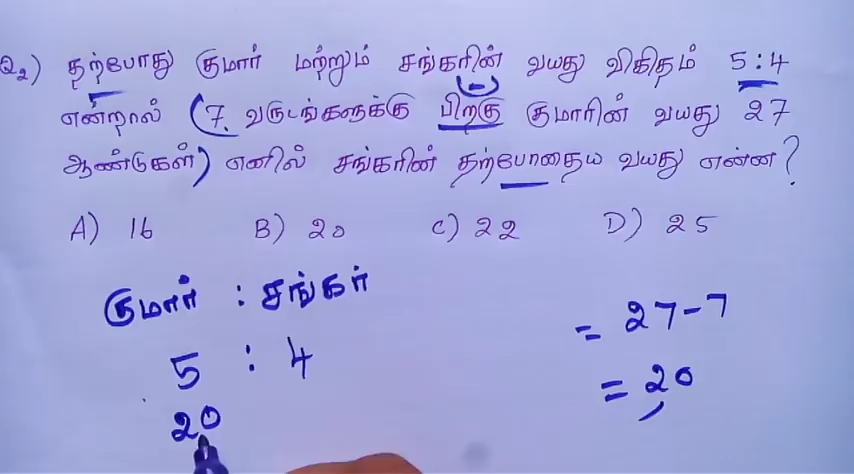 Q2) தற்போது குமார் மற்றும் சங்கரின் வயது விகிதம் 5:4
என்றால் (7 வருடங்களுக்கு பிறகு குமாரின் வயது 27
ஆண்டுகள்) எனில் சங்கரின் தற்போதைய வயது என்ன?
A) 16 B) 20 C) 22 D) 25
குமார் : சங்கர்
5 : 4
20
= 27-7
= 20